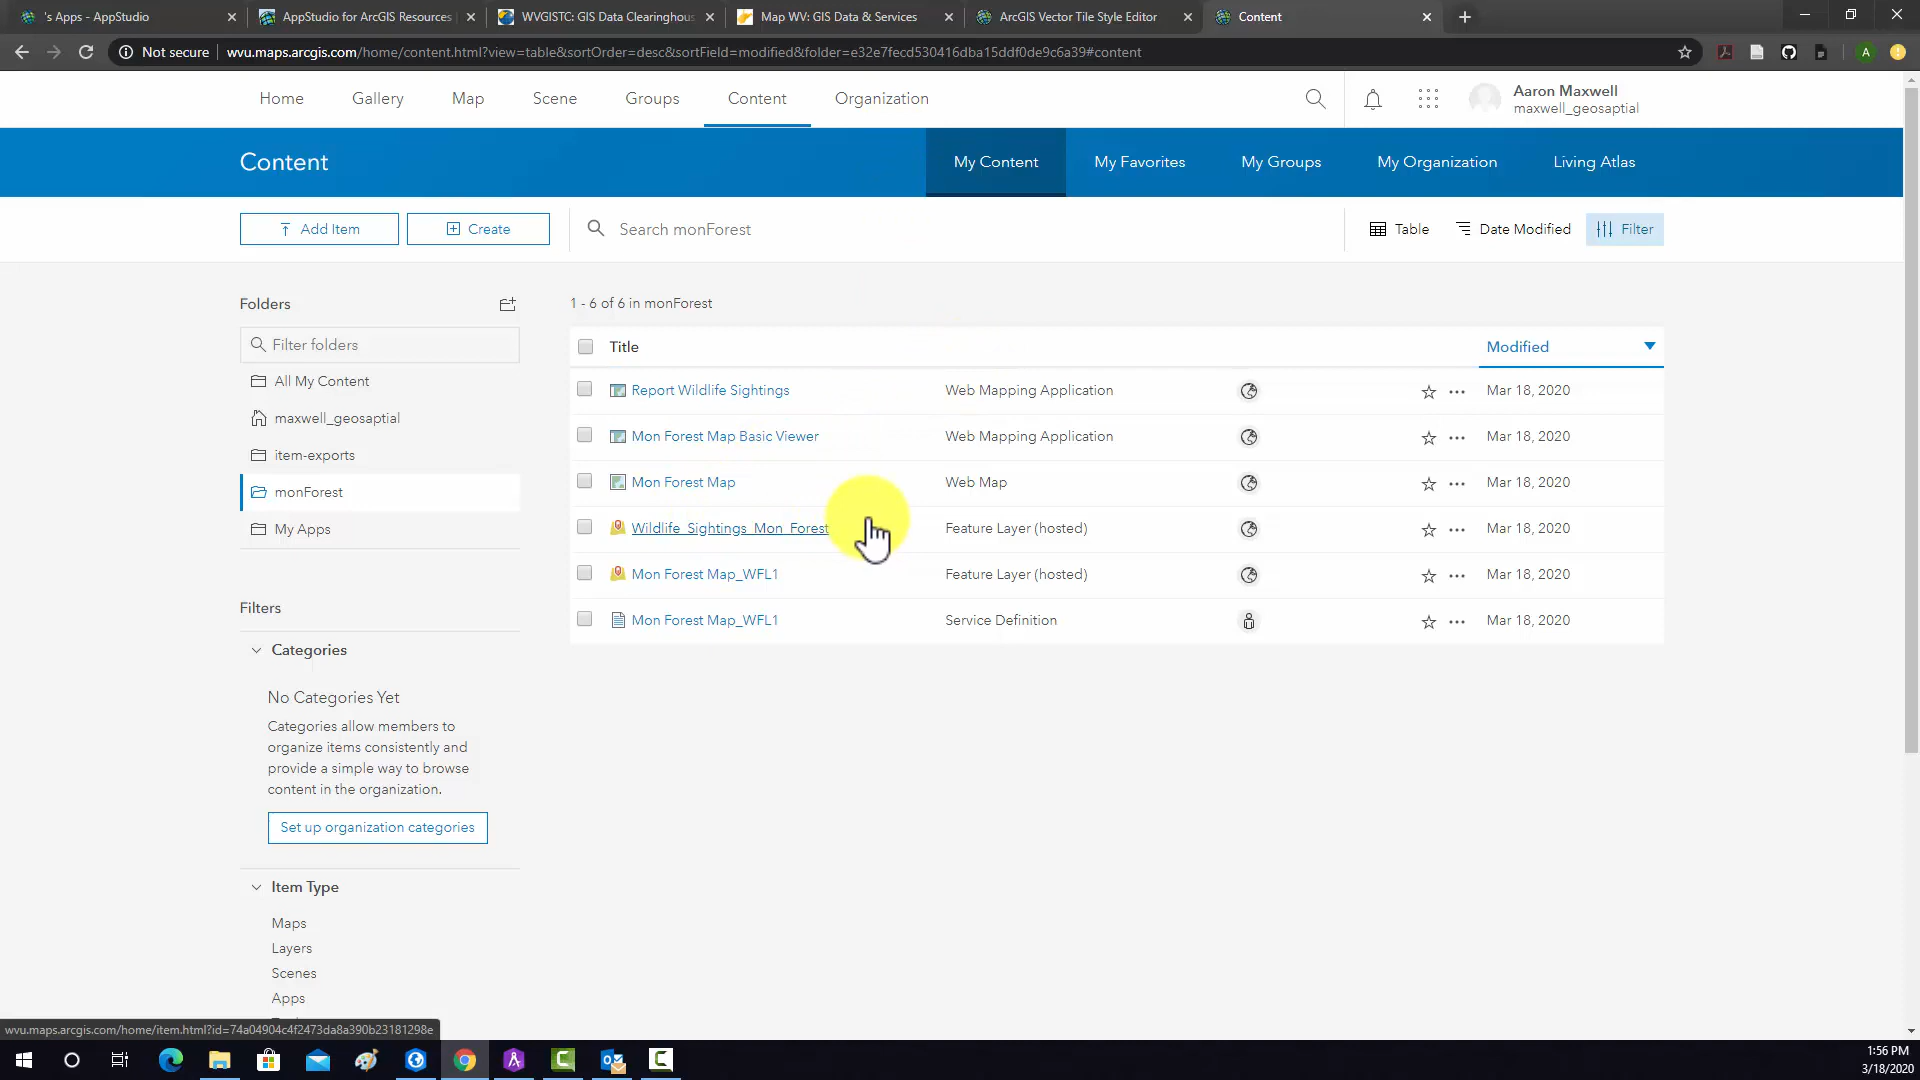 's Apps - AppStudio
AppStudio for ArcGIS Resources
WVGISTC: GIS Data Clearinghous
Map WV: GIS Data & Services
ArcGIS Vector Tile Style Editor
Content
Not secure
wvu.maps.arcgis.com/home/content.html?view=table&sortOrder=desc&sortField=modified&folder=e32e7fecd530416dba15ddf0de9c6a39#content
A
Home
Gallery
Map
Scene
Groups
Content
Organization
Aaron Maxwell
maxwell_geosaptial
Content
My Content
My Favorites
My Groups
My Organization
Living Atlas
Add Item
Create
Search monForest
Table
Date Modified
Filter
Folders
1 - 6 of 6 in monForest
Filter folders
All My Content
maxwell_geosaptial
item-exports
monForest
My Apps
Title
Modified
Report Wildlife Sightings
Web Mapping Application
Mar 18, 2020
Mon Forest Map Basic Viewer
Web Mapping Application
Mar 18, 2020
Mon Forest Map
Web Map
Mar 18, 2020
Wildlife_Sightings_Mon_Forest
Feature Layer (hosted)
Mar 18, 2020
Mon Forest Map_WFL1
Feature Layer (hosted)
Mar 18, 2020
Mon Forest Map_WFL1
Service Definition
Mar 18, 2020
Filters
Categories
No Categories Yet
Categories allow members to
organize items consistently and
provide a simple way to browse
content in the organization.
Set up organization categories
Item Type
Maps
Layers
Scenes
Apps
wvu.maps.arcgis.com/home/item.html?id=74a04904c4f2473da8a390b23181298e
1:56 PM
3/18/2020